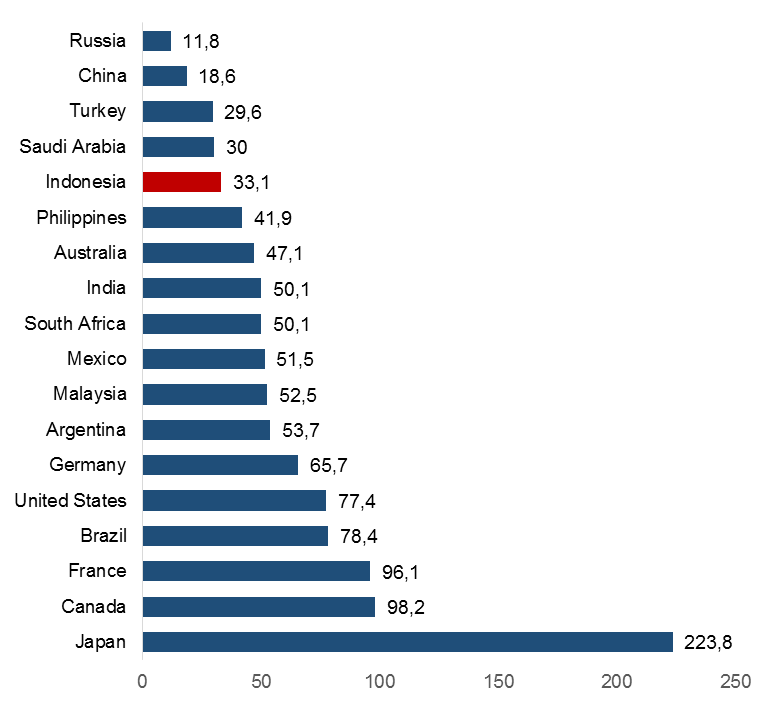 Russia 11,8
China 18,6
Turkey 29,6
Saudi Arabia 30
Indonesia 33,1
Philippines 41,9
Australia 47,1
India 50,1
South Africa 50,1
Mexico 51,5
Malaysia 52,5
Argentina 53,7
Germany 65,7
United States 77,4
Brazil 78,4
France 96,1
Canada 98,2
Japan 223,8
0 50 100 150 200 250